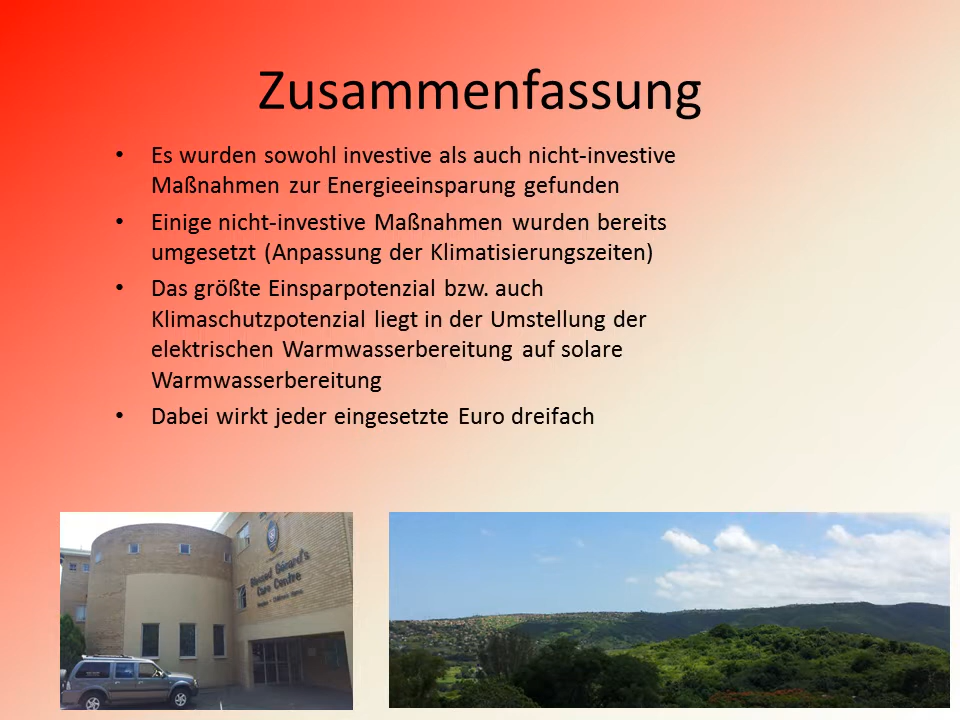 Zusammenfassung
• Es wurden sowohl investive als auch nicht-investive
Maßnahmen zur Energieeinsparung gefunden
• Einige nicht-investive Maßnahmen wurden bereits
umgesetzt (Anpassung der Klimatisierungszeiten)
• Das größte Einsparpotenzial bzw. auch
Klimaschutzpotenzial liegt in der Umstellung der
elektrischen Warmwasserbereitung auf solare
Warmwasserbereitung
• Dabei wirkt jeder eingesetzte Euro dreifach
Blessed Gérard's
Care Centre